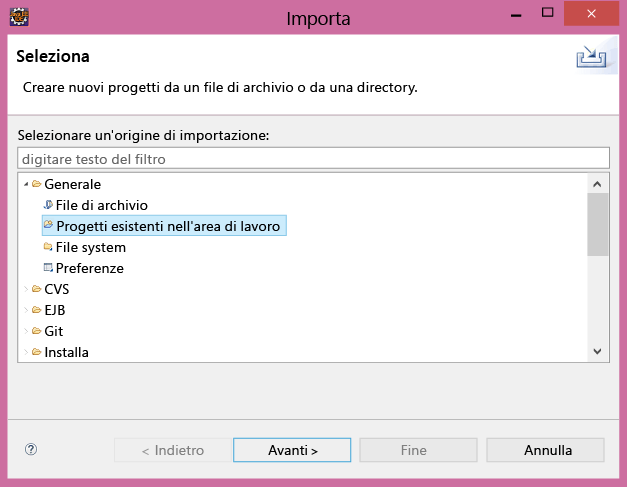 Importa
Seleziona
Creare nuovi progetti da un file di archivio o da una directory.
Selezionare un'origine di importazione:
digitare testo del filtro
Generale
File di archivio
Progetti esistenti nell'area di lavoro
File system
Preferenze
CVS
EJB
Git
Installa
? < Indietro Avanti > Fine Annulla